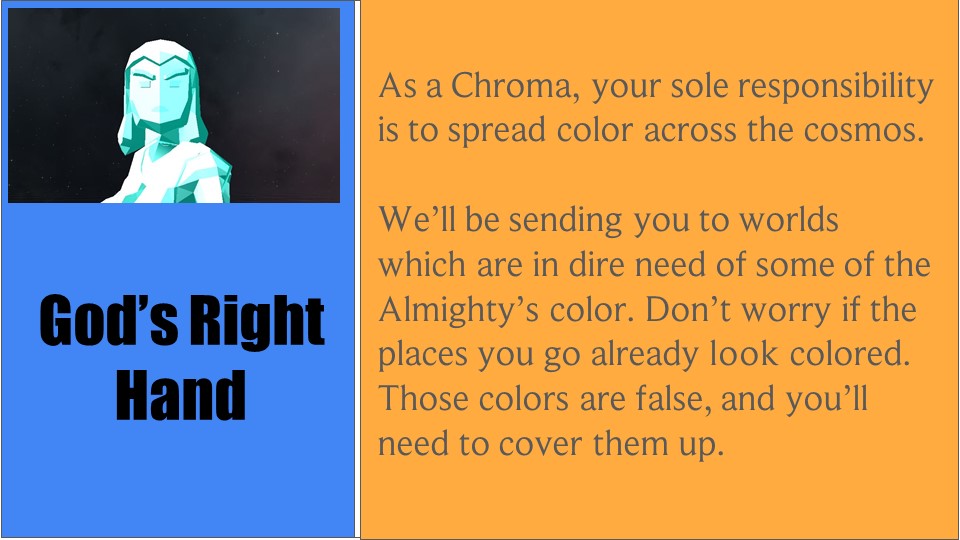 God’s Right
Hand
As a Chroma, your sole responsibility
is to spread color across the cosmos.
We’ll be sending you to worlds
which are in dire need of some of the
Almighty’s color. Don’t worry if the
places you go already look colored.
Those colors are false, and you’ll
need to cover them up.